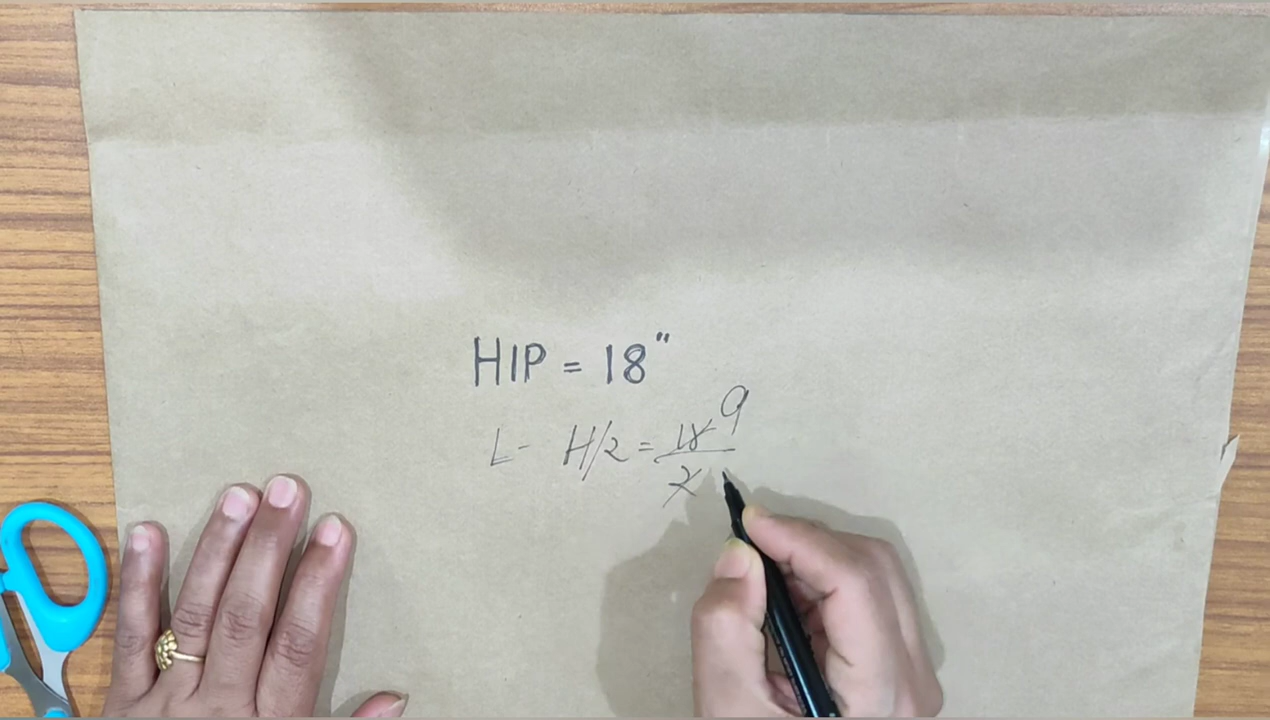 HIP = 18"
L - H/2 = 18/2 9